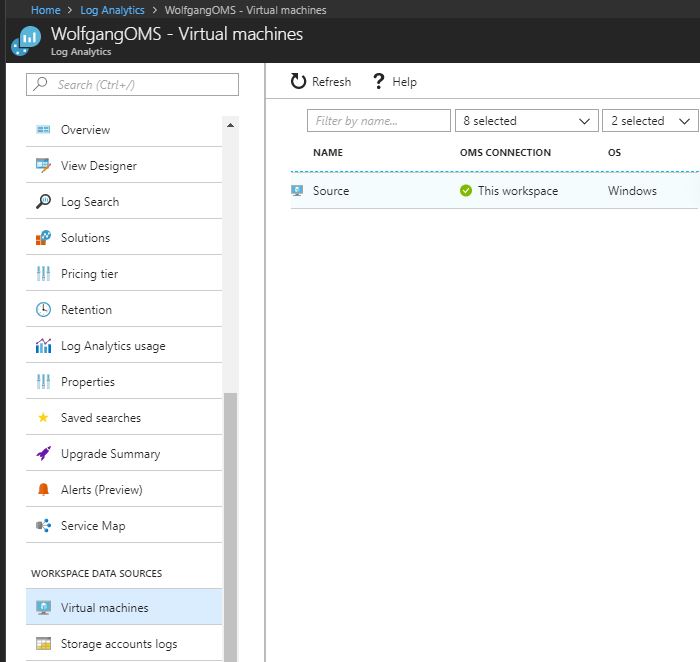 Home > Log Analytics > WolfgangOMS - Virtual machines
WolfgangOMS - Virtual machines
Log Analytics
Search (Ctrl+/)
Overview
View Designer
Log Search
Solutions
Pricing tier
Retention
Log Analytics usage
Properties
Saved searches
Upgrade Summary
Alerts (Preview)
Service Map
WORKSPACE DATA SOURCES
Virtual machines
Storage accounts logs
Refresh ? Help
Filter by name... 8 selected 2 selected
NAME OMS CONNECTION OS
Source This workspace Windows